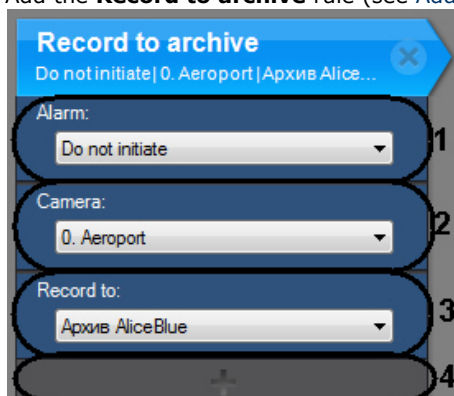 Add the Record to archive rule (see Add
Record to archive
Do not initiate| 0. Aeroport|Архив Alice...
Alarm:
Do not initiate
1
Camera:
0. Aeroport
2
Record to:
Архив AliceBlue
3
4